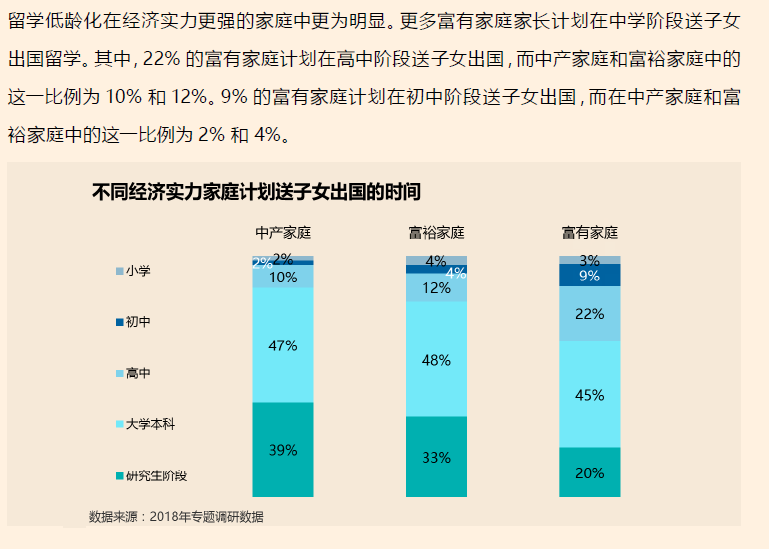 留学低龄化在经济实力更强的家庭中更为明显。更多富有家庭家长计划在中学阶段送子女
出国留学。其中，22% 的富有家庭计划在高中阶段送子女出国，而中产家庭和富裕家庭中的
这一比例为 10% 和 12%。9% 的富有家庭计划在初中阶段送子女出国，而在中产家庭和富
裕家庭中的这一比例为 2% 和 4%。
不同经济实力家庭计划送子女出国的时间
中产家庭 富裕家庭 富有家庭
小学 2% 4% 3%
初中 2% 4% 9%
高中 10% 12% 22%
大学本科 47% 48% 45%
研究生阶段 39% 33% 20%
数据来源：2018年专题调研数据